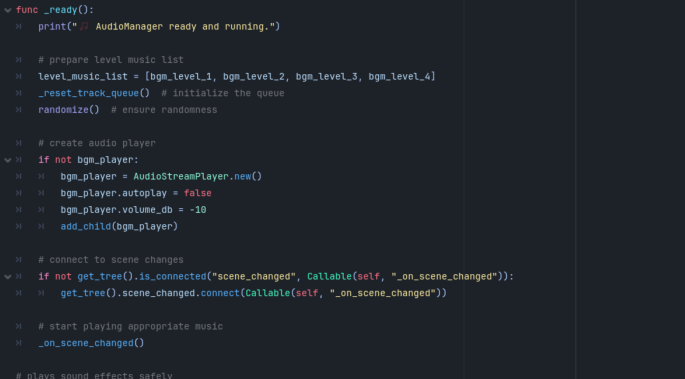 func _ready():
print("🎵 AudioManager ready and running.")
# prepare level music list
level_music_list = [bgm_level_1, bgm_level_2, bgm_level_3, bgm_level_4]
_reset_track_queue()  # initialize the queue
randomize()  # ensure randomness
# create audio player
if not bgm_player:
bgm_player = AudioStreamPlayer.new()
bgm_player.autoplay = false
bgm_player.volume_db = -10
add_child(bgm_player)
# connect to scene changes
if not get_tree().is_connected("scene_changed", Callable(self, "_on_scene_changed")):
get_tree().scene_changed.connect(Callable(self, "_on_scene_changed"))
# start playing appropriate music
_on_scene_changed()
# plays sound effects safely